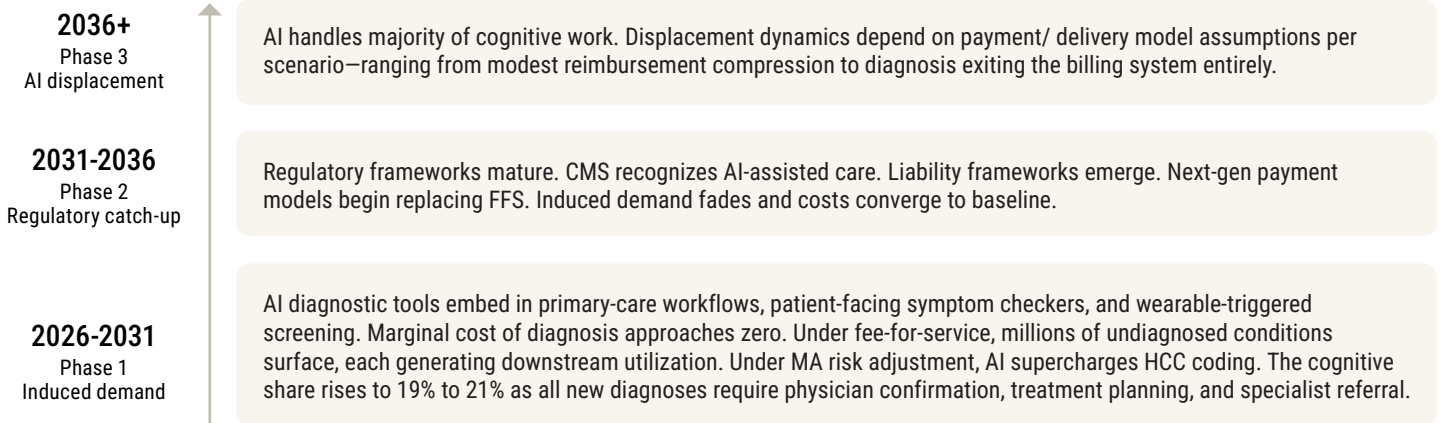 2036+
Phase 3
AI displacement
AI handles majority of cognitive work. Displacement dynamics depend on payment/ delivery model assumptions per
scenario—ranging from modest reimbursement compression to diagnosis exiting the billing system entirely.
2031-2036
Phase 2
Regulatory catch-up
Regulatory frameworks mature. CMS recognizes AI-assisted care. Liability frameworks emerge. Next-gen payment
models begin replacing FFS. Induced demand fades and costs converge to baseline.
2026-2031
Phase 1
Induced demand
AI diagnostic tools embed in primary-care workflows, patient-facing symptom checkers, and wearable-triggered
screening. Marginal cost of diagnosis approaches zero. Under fee-for-service, millions of undiagnosed conditions
surface, each generating downstream utilization. Under MA risk adjustment, AI supercharges HCC coding. The cognitive
share rises to 19% to 21% as all new diagnoses require physician confirmation, treatment planning, and specialist referral.